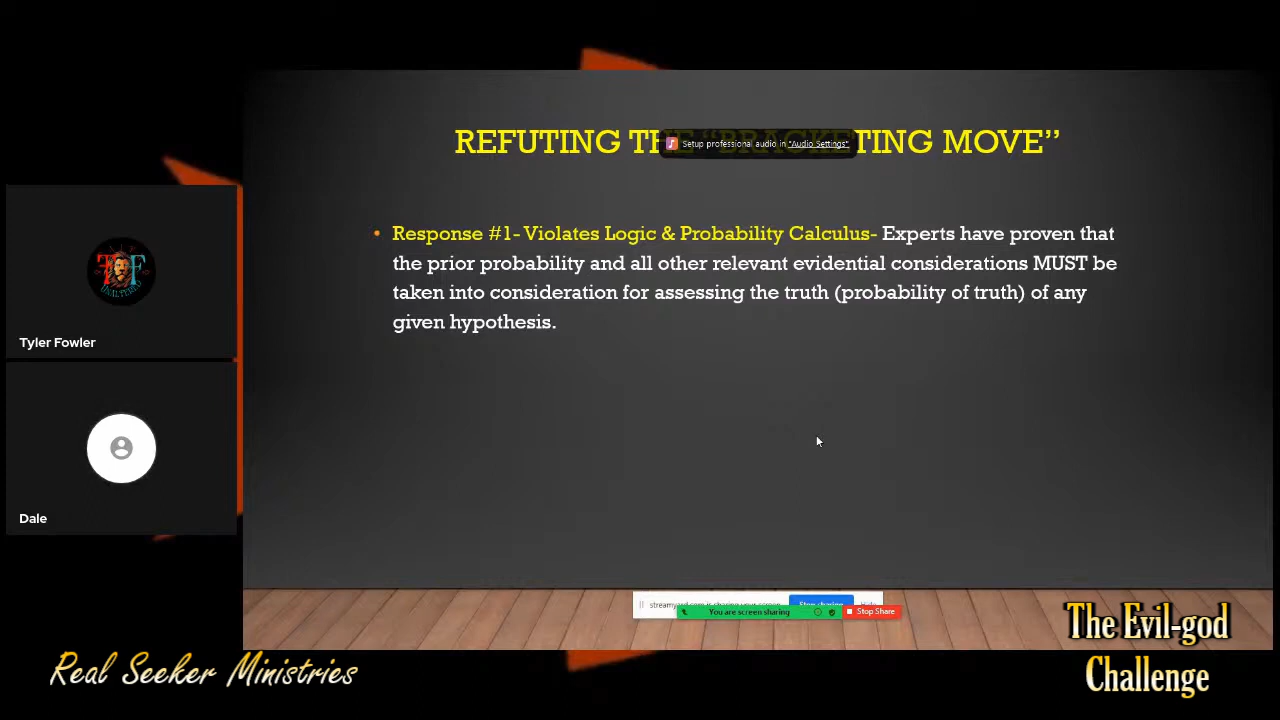 REFUTING THE “BRACKETING MOVE”
Setup professional audio in "Audio Settings"
Response #1- Violates Logic & Probability Calculus- Experts have proven that
the prior probability and all other relevant evidential considerations MUST be
taken into consideration for assessing the truth (probability of truth) of any
given hypothesis.
Tyler Fowler
Dale
You are screen sharing
Stop Share
Real Seeker Ministries
The Evil-god
Challenge